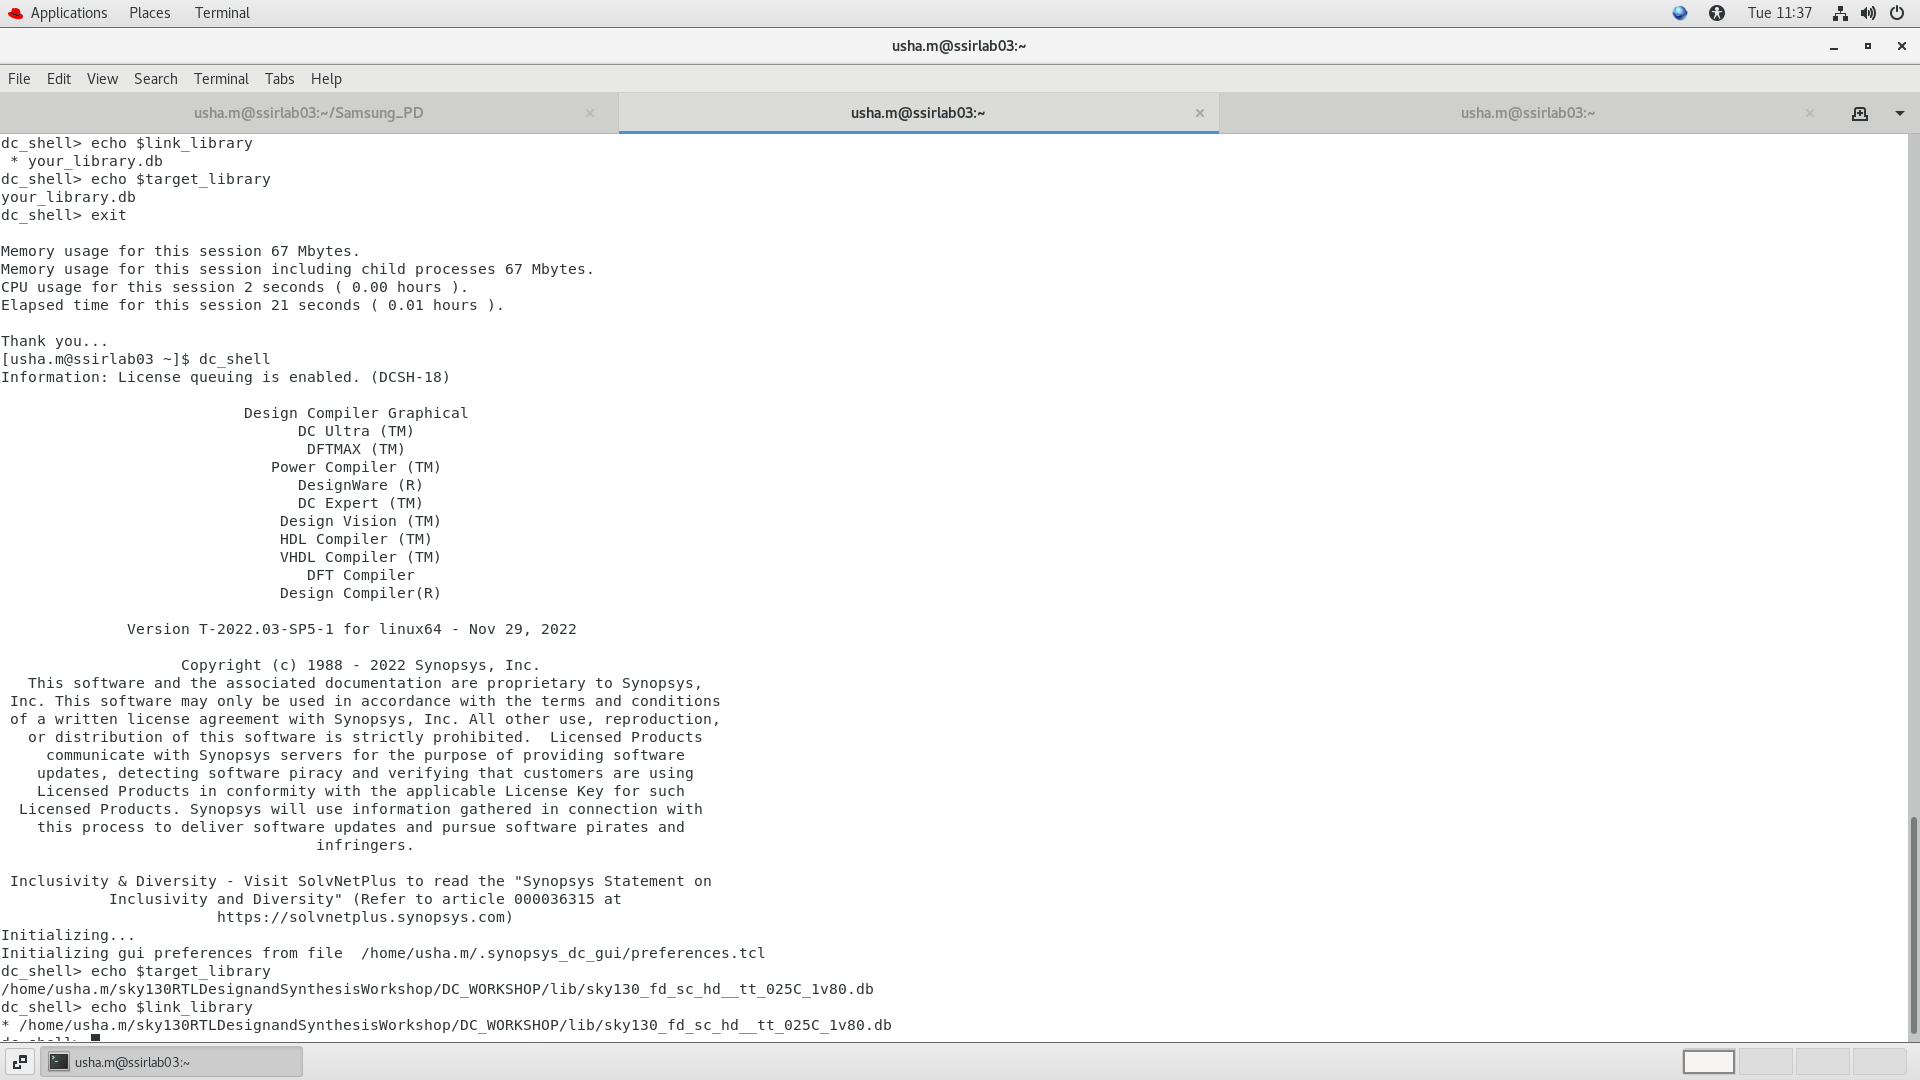 Applications Places Terminal Tue 11:37
usha.m@ssirlab03:~
File Edit View Search Terminal Tabs Help
usha.m@ssirlab03:~/Samsung_PD usha.m@ssirlab03:~ usha.m@ssirlab03:~
dc_shell> echo $link_library
* your_library.db
dc_shell> echo $target_library
your_library.db
dc_shell> exit
Memory usage for this session 67 Mbytes.
Memory usage for this session including child processes 67 Mbytes.
CPU usage for this session 2 seconds ( 0.00 hours ).
Elapsed time for this session 21 seconds ( 0.01 hours ).
Thank you...
[usha.m@ssirlab03 ~]$ dc_shell
Information: License queuing is enabled. (DCSH-18)
Design Compiler Graphical
DC Ultra (TM)
DFTMAX (TM)
Power Compiler (TM)
DesignWare (R)
DC Expert (TM)
Design Vision (TM)
HDL Compiler (TM)
VHDL Compiler (TM)
DFT Compiler
Design Compiler(R)
Version T-2022.03-SP5-1 for linux64 - Nov 29, 2022
Copyright (c) 1988 - 2022 Synopsys, Inc.
This software and the associated documentation are proprietary to Synopsys,
Inc. This software may only be used in accordance with the terms and conditions
of a written license agreement with Synopsys, Inc. All other use, reproduction,
or distribution of this software is strictly prohibited.  Licensed Products
communicate with Synopsys servers for the purpose of providing software
updates, detecting software piracy and verifying that customers are using
Licensed Products in conformity with the applicable License Key for such
Licensed Products. Synopsys will use information gathered in connection with
this process to deliver software updates and pursue software pirates and
infringers.
Inclusivity & Diversity - Visit SolvNetPlus to read the "Synopsys Statement on
Inclusivity and Diversity" (Refer to article 000036315 at
https://solvnetplus.synopsys.com)
Initializing...
Initializing gui preferences from file  /home/usha.m/.synopsys_dc_gui/preferences.tcl
dc_shell> echo $target_library
/home/usha.m/sky130RTLDesignandSynthesisWorkshop/DC_WORKSHOP/lib/sky130_fd_sc_hd__tt_025C_1v80.db
dc_shell> echo $link_library
* /home/usha.m/sky130RTLDesignandSynthesisWorkshop/DC_WORKSHOP/lib/sky130_fd_sc_hd__tt_025C_1v80.db
dc_shell>
usha.m@ssirlab03:~